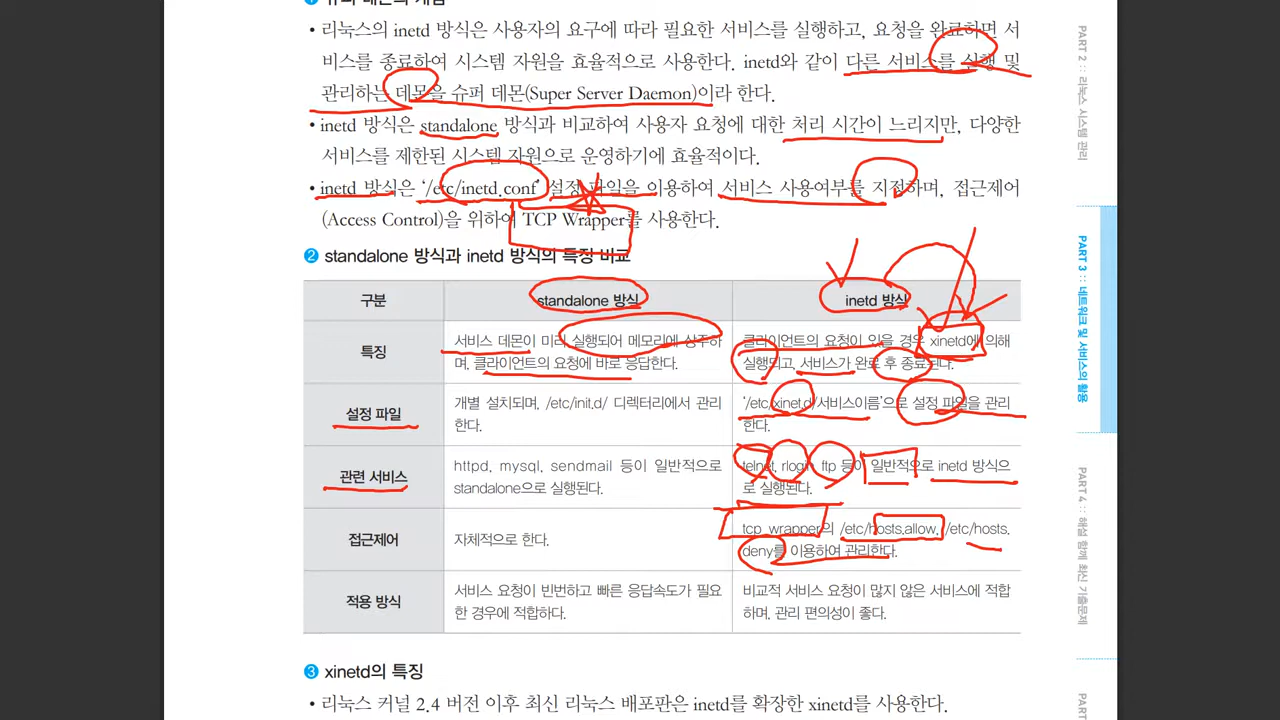 • 리눅스의 inetd 방식은 사용자의 요구에 따라 필요한 서비스를 실행하고, 요청을 완료하면 서
비스를 종료하여 시스템 자원을 효율적으로 사용한다. inetd와 같이 다른 서비스를 실행 및
관리하는 데몬을 슈퍼 데몬(Super Server Daemon)이라 한다.
• inetd 방식은 standalone 방식과 비교하여 사용자 요청에 대한 처리 시간이 느리지만, 다양한
서비스를 제한된 시스템 자원으로 운영하기에 효율적이다.
• inetd 방식은 '/etc/inetd.conf' 설정 파일을 이용하여 서비스 사용여부를 지정하며, 접근제어
(Access Control)을 위하여 TCP Wrapper를 사용한다.
2 standalone 방식과 inetd 방식의 특징 비교
구분 standalone 방식 inetd 방식
특징
서비스 데몬이 미리 실행되어 메모리에 상주하
며, 클라이언트의 요청에 바로 응답한다.
클라이언트의 요청이 있을 경우 xinetd에 의해
실행되고, 서비스가 완료 후 종료된다.
설정 파일
개별 설치되며, /etc/init.d/ 디렉터리에서 관리
한다.
'/etc/xinet.d/서비스이름'으로 설정 파일을 관리
한다.
관련 서비스
httpd, mysql, sendmail 등이 일반적으로
standalone으로 실행된다.
telnet, rlogin, ftp 등이 일반적으로 inetd 방식으
로 실행된다.
접근제어
자체적으로 한다.
tcp_wrapper의 /etc/hosts.allow, /etc/hosts.
deny를 이용하여 관리한다.
적용 방식
서비스 요청이 빈번하고 빠른 응답속도가 필요
한 경우에 적합하다.
비교적 서비스 요청이 많지 않은 서비스에 적합
하며, 관리 편의성이 좋다.
3 xinetd의 특징
• 리눅스 커널 2.4 버전 이후 최신 리눅스 배포판은 inetd를 확장한 xinetd를 사용한다.
PART 2 :: 리눅스 시스템 관리
PART 3 :: 네트워크 및 서비스의 활용
PART 4 :: 해설 함께 최신 기출문제
PART